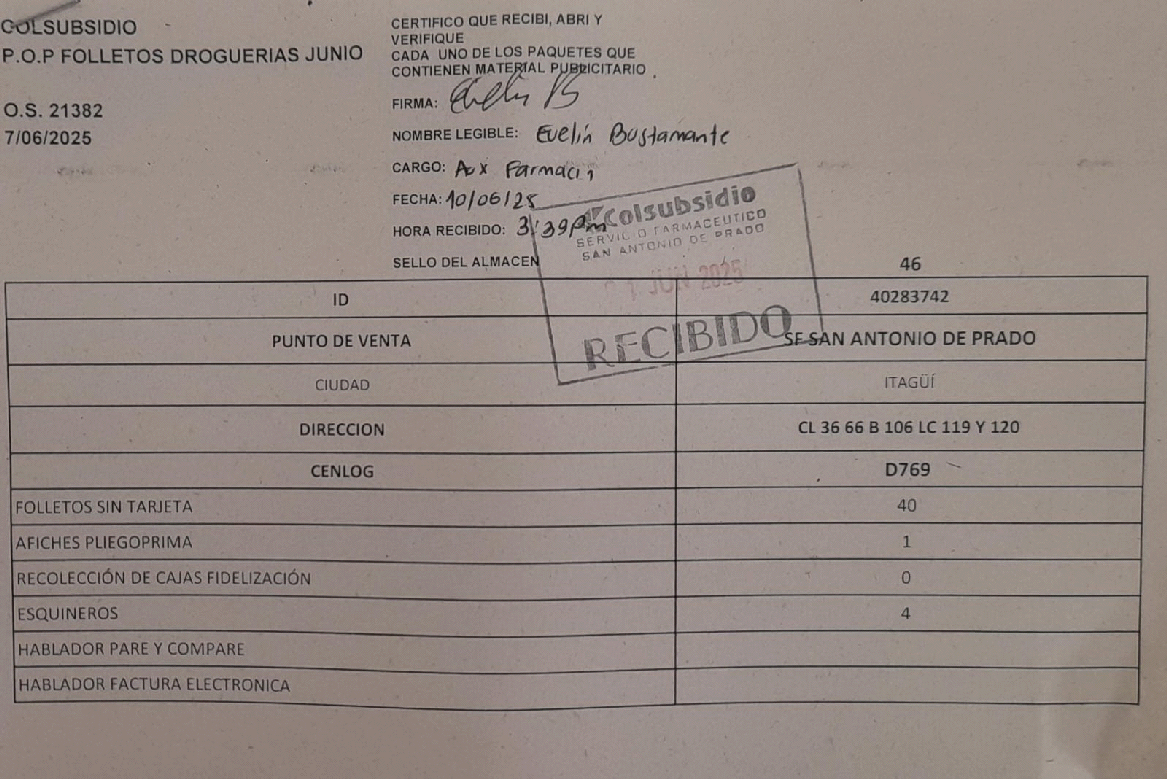 COLSUBSIDIO
P.O.P FOLLETOS DROGUERIAS JUNIO
O.S. 21382
7/06/2025
CERTIFICO QUE RECIBI, ABRI Y
VERIFIQUE
CADA UNO DE LOS PAQUETES QUE
CONTIENEN MATERIAL PUBLICITARIO
FIRMA: Evelin B
NOMBRE LEGIBLE: Evelin Bustamante
CARGO: Aux Farmacia
FECHA: 10/06/25
HORA RECIBIDO: 3:39pm
SELLO DEL ALMACEN
Colsubsidio
SERVICIO FARMACEUTICO
SAN ANTONIO DE PRADO
JUN 2025
RECIBIDO
46
ID 40283742
PUNTO DE VENTA SF SAN ANTONIO DE PRADO
CIUDAD ITAGÜÍ
DIRECCION CL 36 66 B 106 LC 119 Y 120
CENLOG D769
FOLLETOS SIN TARJETA 40
AFICHES PLIEGOPRIMA 1
RECOLECCIÓN DE CAJAS FIDELIZACIÓN 0
ESQUINEROS 4
HABLADOR PARE Y COMPARE
HABLADOR FACTURA ELECTRONICA